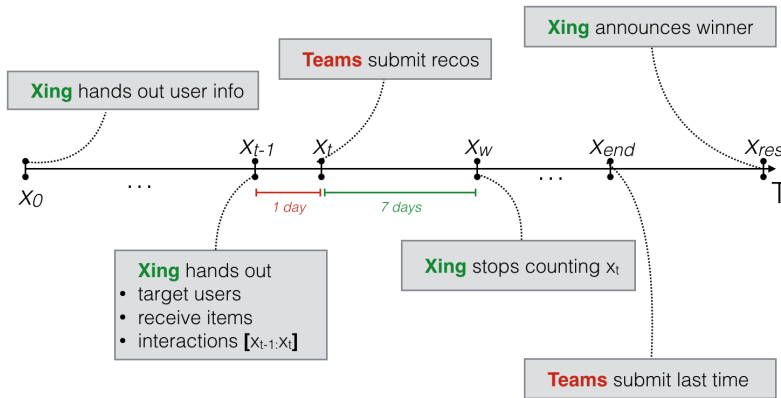 Xing announces winner
Teams submit recos
Xing hands out user info
Xt-1
Xt
Xw
Xend
Xres
. . .
. . .
X0
T
1 day
7 days
Xing hands out
• target users
• receive items
• interactions [Xt-1:Xt]
Xing stops counting xt
Teams submit last time